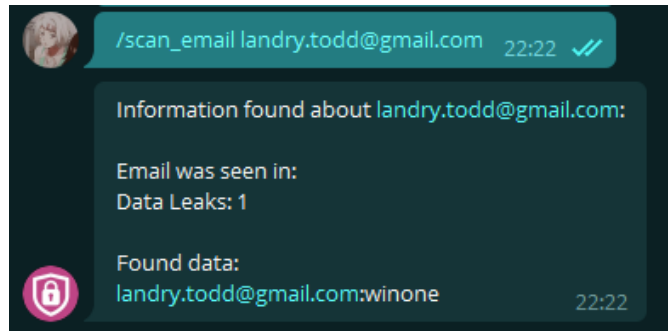 /scan_email landry.todd@gmail.com 22:22
Information found about landry.todd@gmail.com:
Email was seen in:
Data Leaks: 1
Found data:
landry.todd@gmail.com:winone 22:22